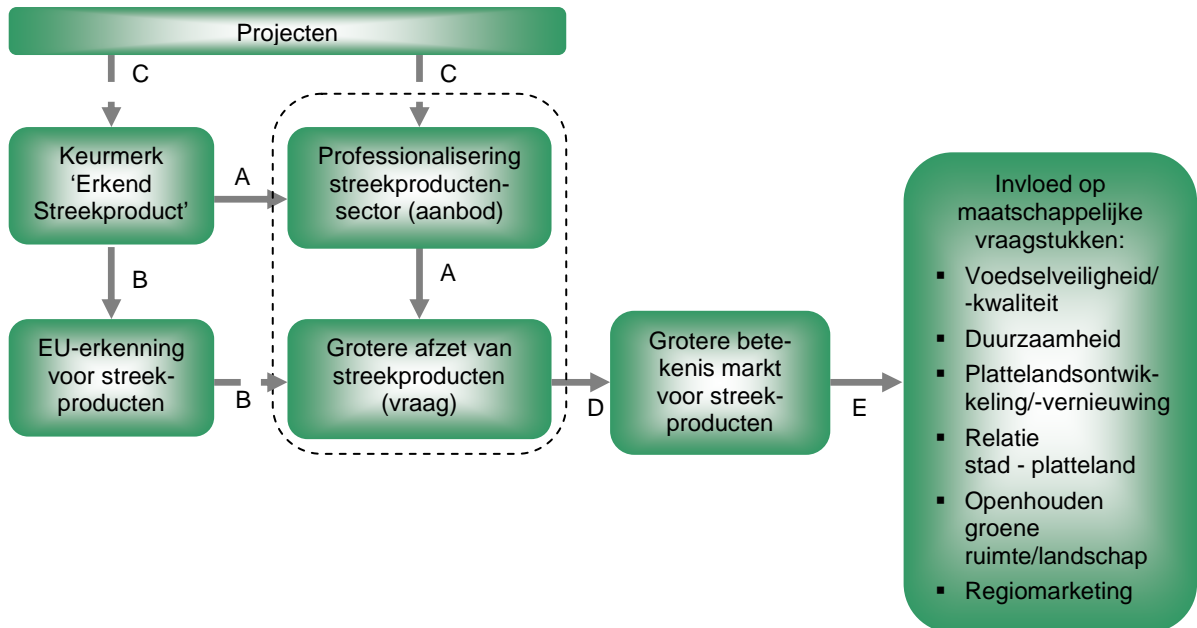 Projecten
C
C
Keurmerk
‘Erkend
Streekproduct’
A
Professionalisering
streekproducten-
sector (aanbod)
B
A
EU-erkenning
voor streek-
producten
B
Grotere afzet van
streekproducten
(vraag)
D
Grotere bete-
kenis markt
voor streek-
producten
E
Invloed op
maatschappelijke
vraagstukken:
▪ Voedselveiligheid/
-kwaliteit
▪ Duurzaamheid
▪ Plattelandsontwik-
keling/-vernieuwing
▪ Relatie
stad - platteland
▪ Openhouden
groene
ruimte/landschap
▪ Regiomarketing